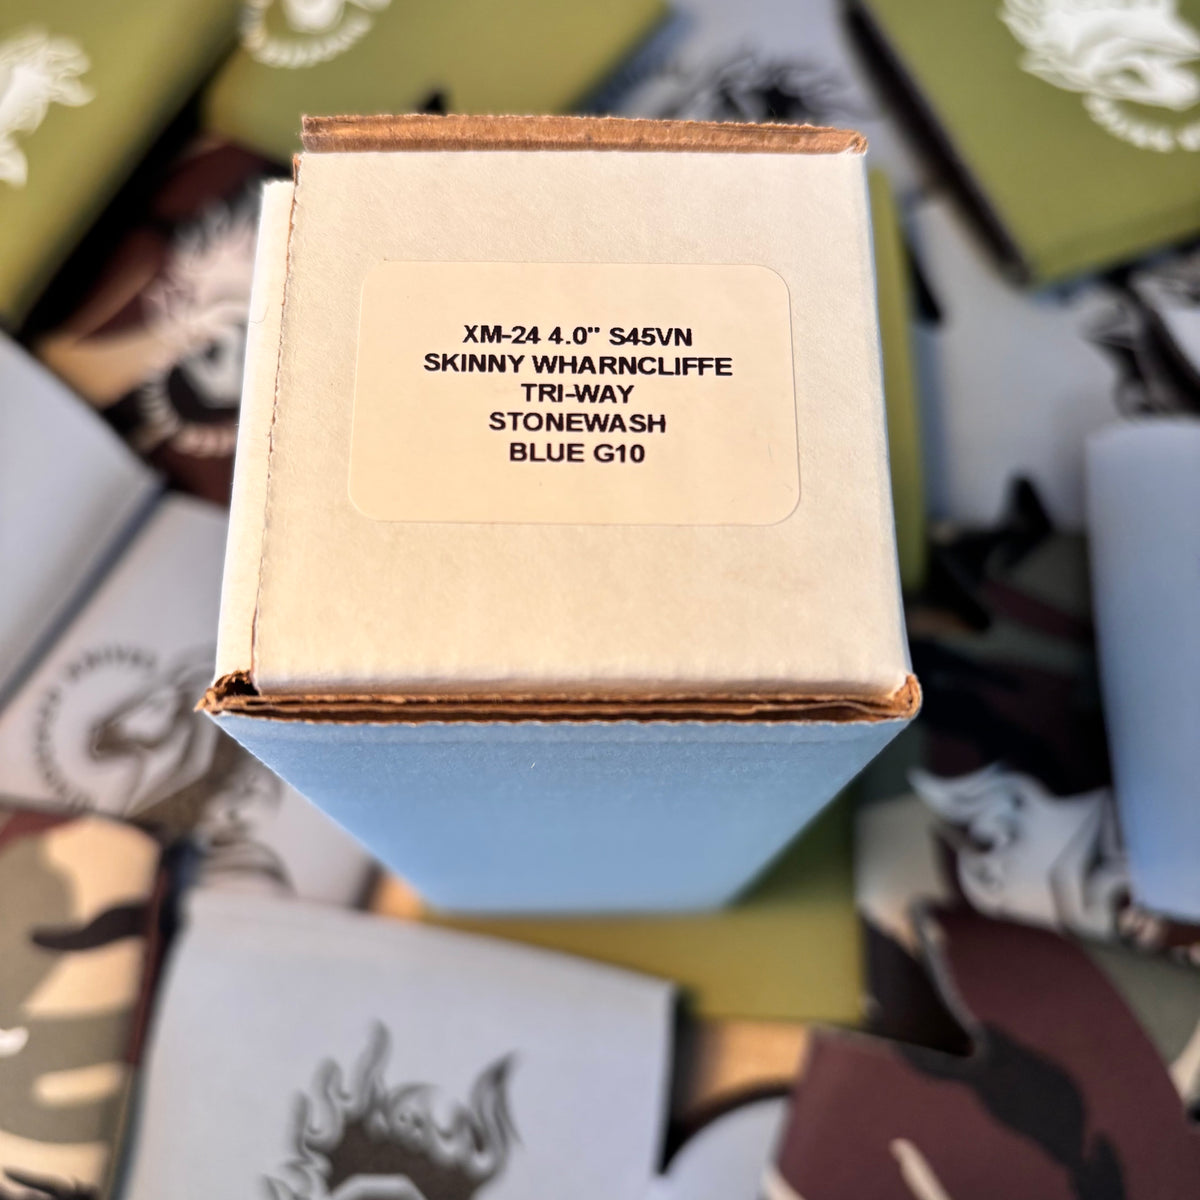 XM-24 4.0" S45VN
SKINNY WHARNCLIFFE
TRI-WAY
STONEWASH
BLUE G10